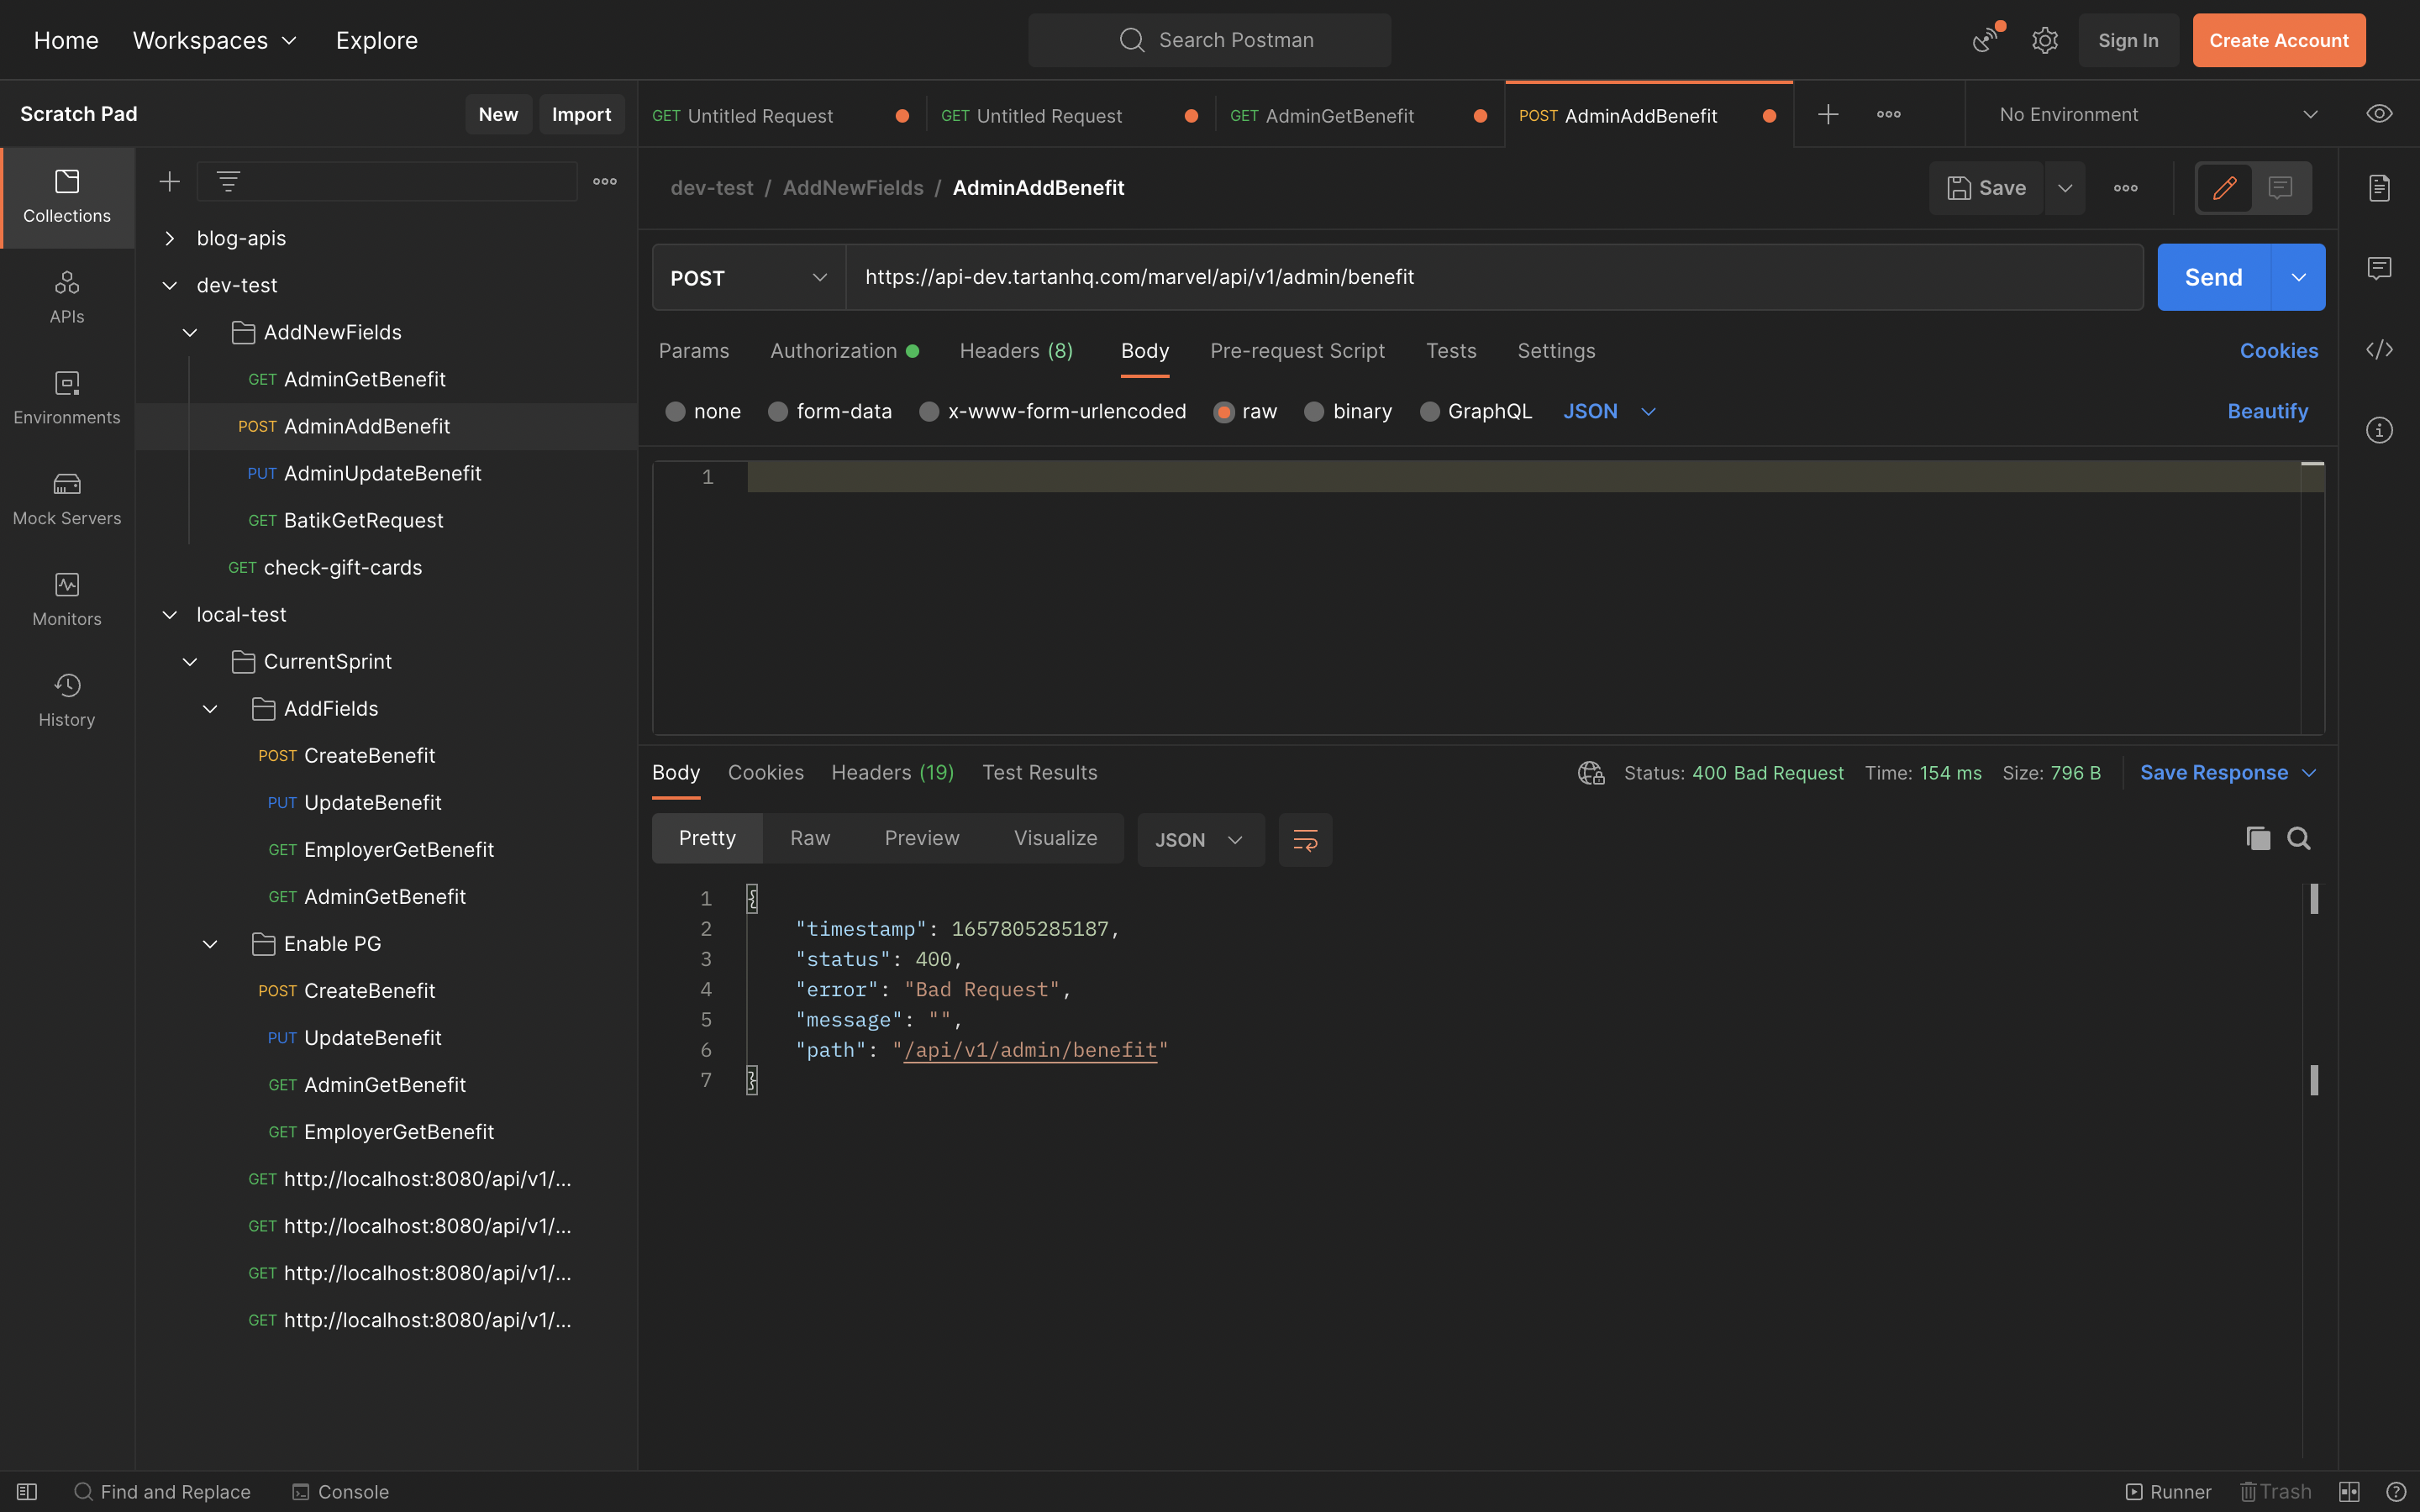 Home Workspaces Explore Search Postman Sign In Create Account
Scratch Pad New Import
GET Untitled Request GET Untitled Request GET AdminGetBenefit POST AdminAddBenefit No Environment
Collections
APIs
Environments
Mock Servers
Monitors
History
blog-apis
dev-test
AddNewFields
GET AdminGetBenefit
POST AdminAddBenefit
PUT AdminUpdateBenefit
GET BatikGetRequest
GET check-gift-cards
local-test
CurrentSprint
AddFields
POST CreateBenefit
PUT UpdateBenefit
GET EmployerGetBenefit
GET AdminGetBenefit
Enable PG
POST CreateBenefit
PUT UpdateBenefit
GET AdminGetBenefit
GET EmployerGetBenefit
GET http://localhost:8080/api/v1/...
GET http://localhost:8080/api/v1/...
GET http://localhost:8080/api/v1/...
GET http://localhost:8080/api/v1/...
dev-test / AddNewFields / AdminAddBenefit Save
POST https://api-dev.tartanhq.com/marvel/api/v1/admin/benefit Send
Params Authorization Headers (8) Body Pre-request Script Tests Settings Cookies
none form-data x-www-form-urlencoded raw binary GraphQL JSON Beautify
1
Body Cookies Headers (19) Test Results Status: 400 Bad Request Time: 154 ms Size: 796 B Save Response
Pretty Raw Preview Visualize JSON
1 {
2 "timestamp": 1657805285187,
3 "status": 400,
4 "error": "Bad Request",
5 "message": "",
6 "path": "/api/v1/admin/benefit"
7 }
Find and Replace Console Runner Trash